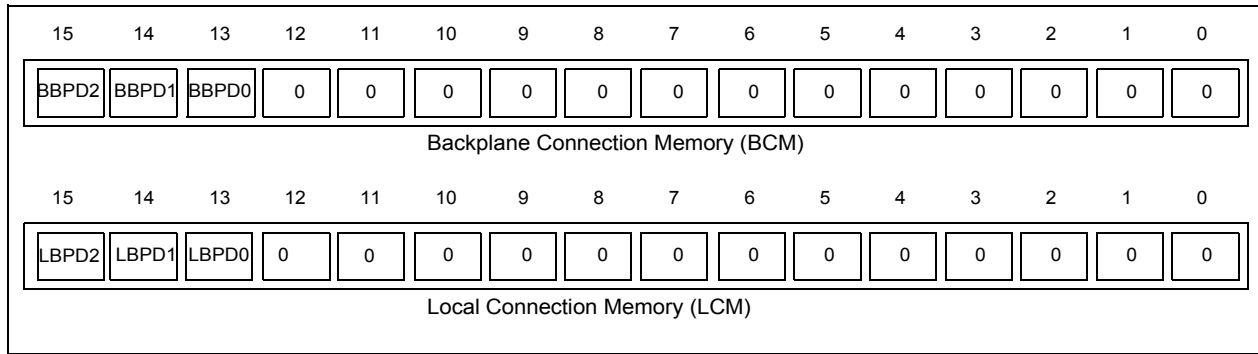 15 14 13 12 11 10 9 8 7 6 5 4 3 2 1 0
BBPD2 BBPD1 BBPD0 0 0 0 0 0 0 0 0 0 0 0 0 0
Backplane Connection Memory (BCM)
15 14 13 12 11 10 9 8 7 6 5 4 3 2 1 0
LBPD2 LBPD1 LBPD0 0 0 0 0 0 0 0 0 0 0 0 0 0
Local Connection Memory (LCM)